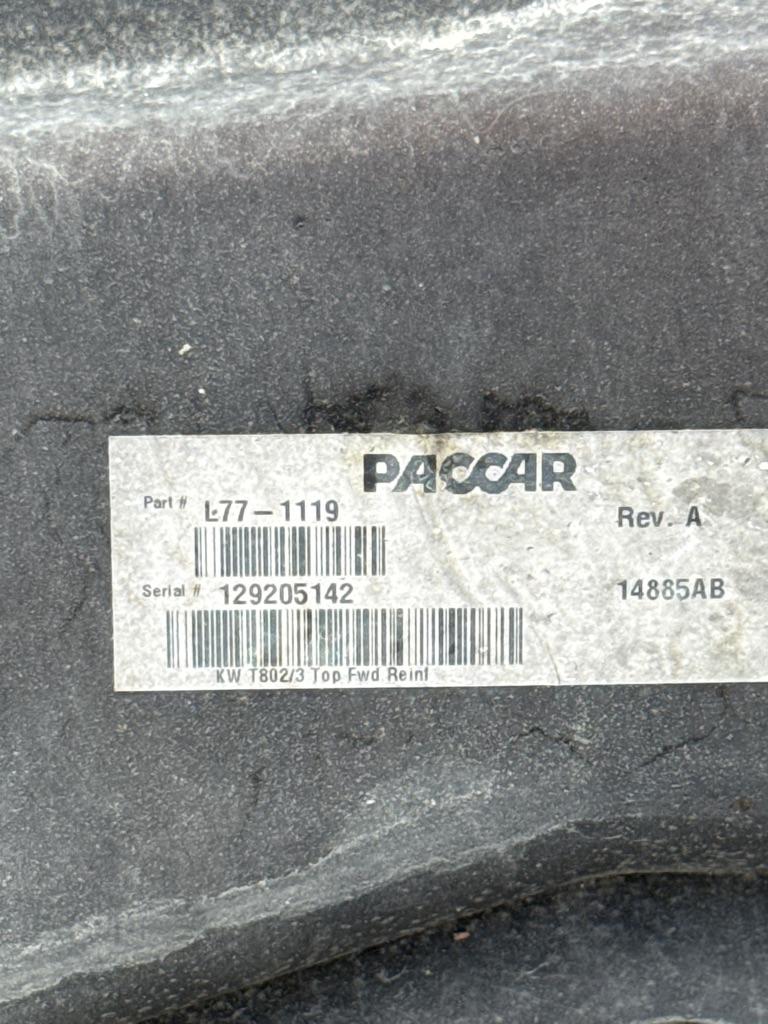 PACCAR
Part # L77-1119
Rev. A
Serial # 129205142
14885AB
KW T802/3 Top Fwd Reinf